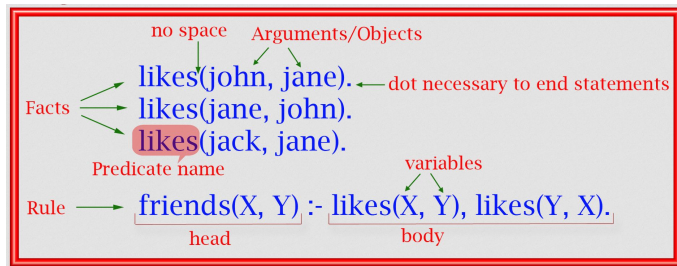 no space
Arguments/Objects
likes(john, jane).
dot necessary to end statements
Facts
likes(jane, john).
likes(jack, jane).
Predicate name
variables
Rule
friends(X, Y) :- likes(X, Y), likes(Y, X).
head
body